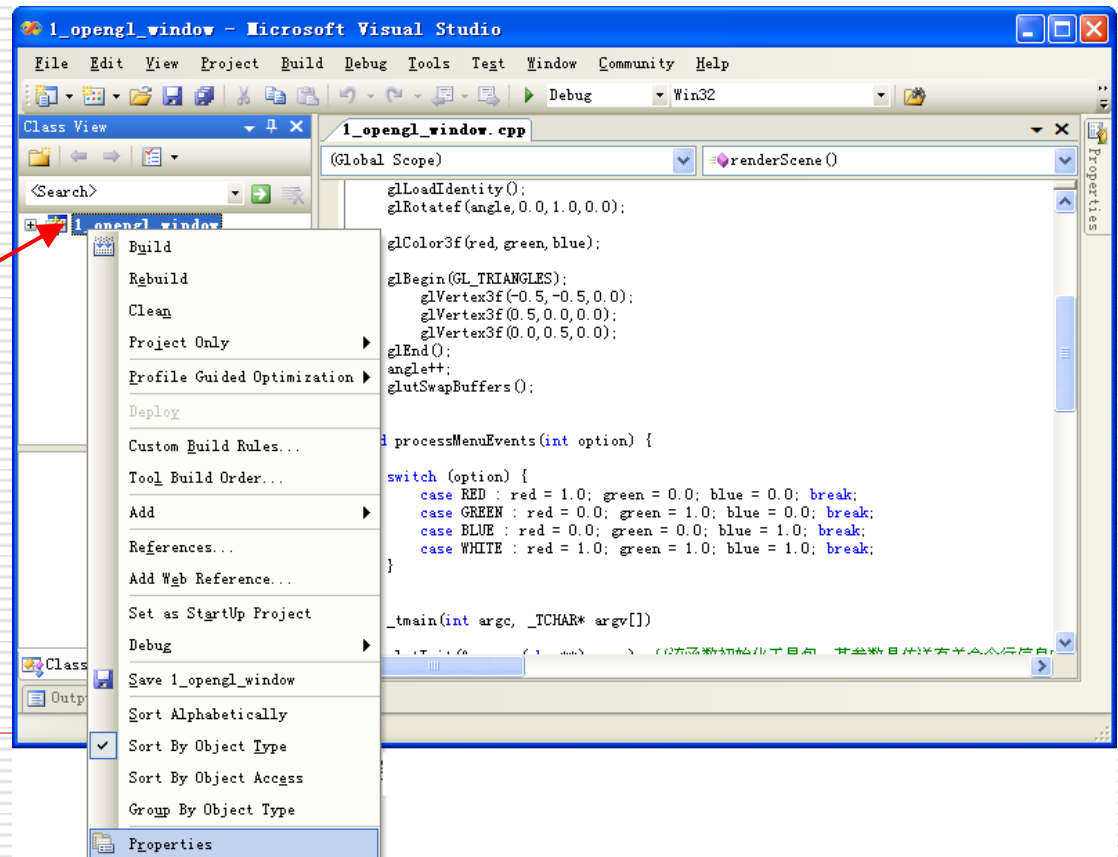 1_opengl_window - Microsoft Visual Studio
File Edit View Project Build Debug Tools Test Window Community Help
Debug Win32
Class View
1_opengl_window.cpp
(Global Scope) renderScene()
Properties
<Search>
1_opengl_window
glLoadIdentity();
glRotatef(angle,0.0,1.0,0.0);
glColor3f(red,green,blue);
glBegin(GL_TRIANGLES);
glVertex3f(-0.5,-0.5,0.0);
glVertex3f(0.5,0.0,0.0);
glVertex3f(0.0,0.5,0.0);
glEnd();
angle++;
glutSwapBuffers();
processMenuEvents(int option) {
switch (option) {
case RED : red = 1.0; green = 0.0; blue = 0.0; break;
case GREEN : red = 0.0; green = 1.0; blue = 0.0; break;
case BLUE : red = 0.0; green = 0.0; blue = 1.0; break;
case WHITE : red = 1.0; green = 1.0; blue = 1.0; break;
}
_tmain(int argc, _TCHAR* argv[])
Build
Rebuild
Clean
Project Only
Profile Guided Optimization
Deploy
Custom Build Rules...
Tool Build Order...
Add
References...
Add Web Reference...
Set as StartUp Project
Debug
Save 1_opengl_window
Sort Alphabetically
Sort By Object Type
Sort By Object Access
Group By Object Type
Properties
Class
Outp